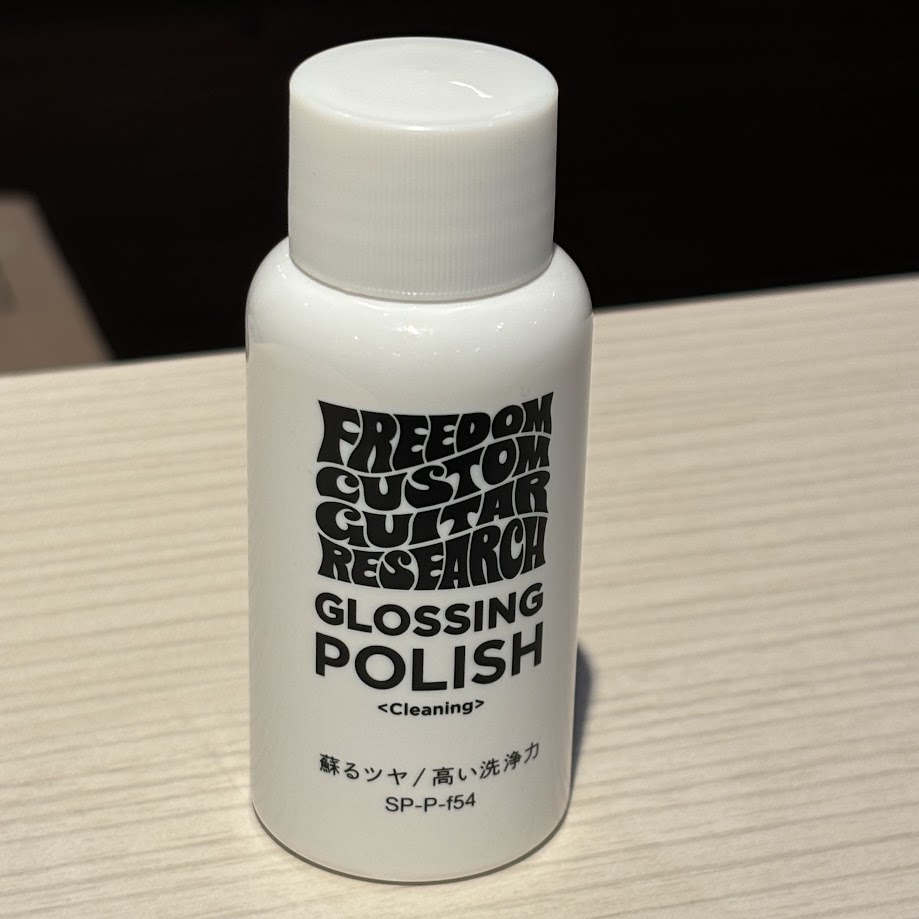 FREEDOM
CUSTOM
GUITAR
RESEARCH
GLOSSING
POLISH
<Cleaning>
蘇るツヤ/高い洗浄力
SP-P-f54